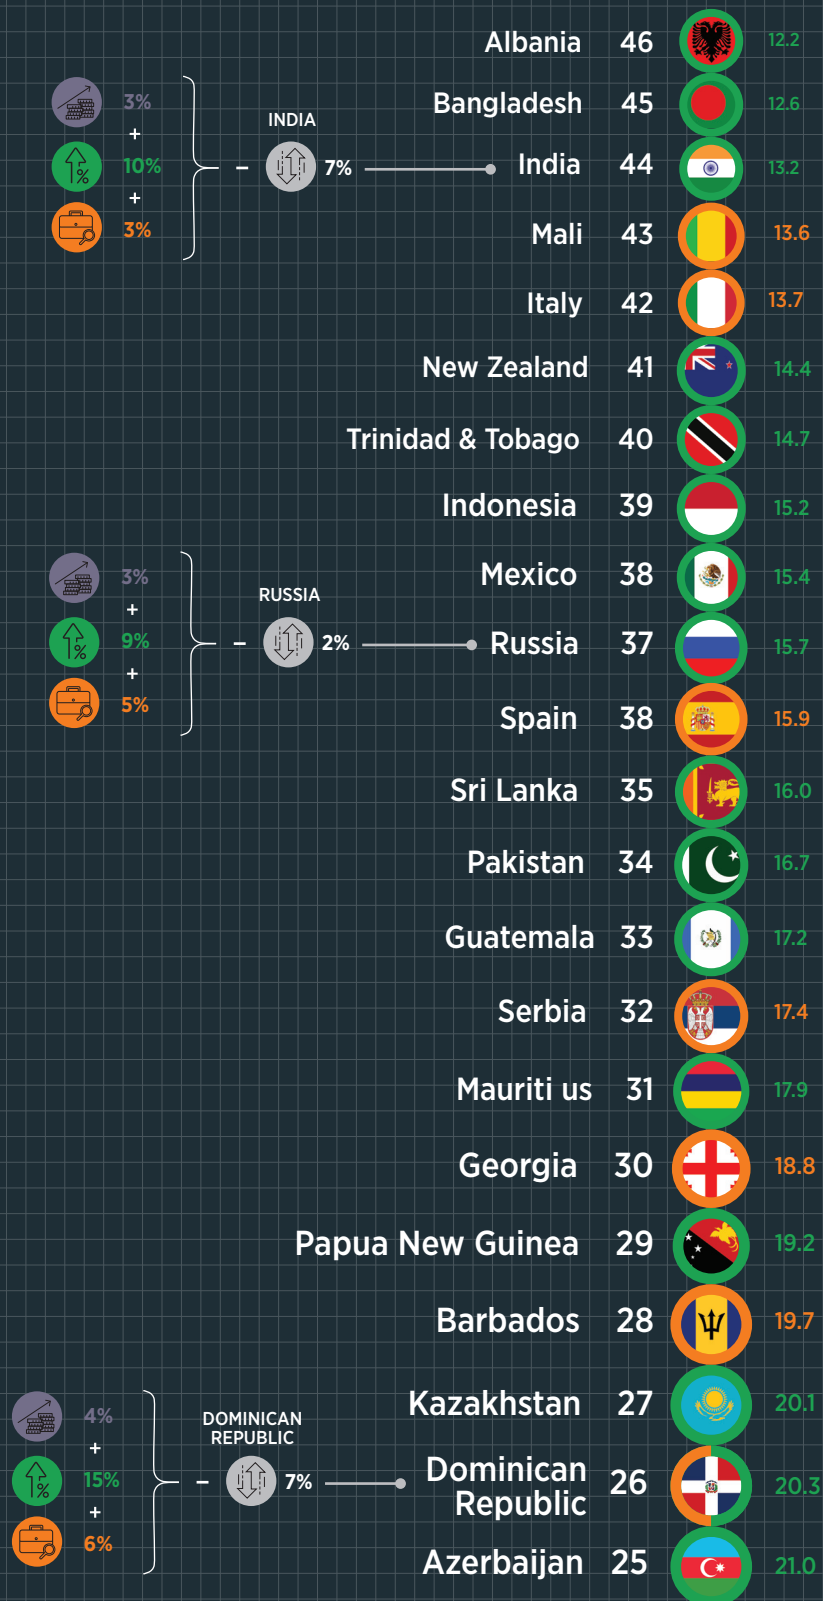 Albania 46 12.2
3%
+
10%
+
3%
-
INDIA
7%
Bangladesh 45 12.6
India 44 13.2
Mali 43 13.6
Italy 42 13.7
New Zealand 41 14.4
Trinidad & Tobago 40 14.7
Indonesia 39 15.2
Mexico 38 15.4
3%
+
9%
+
5%
-
RUSSIA
2%
Russia 37 15.7
Spain 38 15.9
Sri Lanka 35 16.0
Pakistan 34 16.7
Guatemala 33 17.2
Serbia 32 17.4
Mauriti us 31 17.9
Georgia 30 18.8
Papua New Guinea 29 19.2
Barbados 28 19.7
Kazakhstan 27 20.1
4%
+
15%
+
6%
-
DOMINICAN
REPUBLIC
7%
Dominican
Republic 26 20.3
Azerbaijan 25 21.0